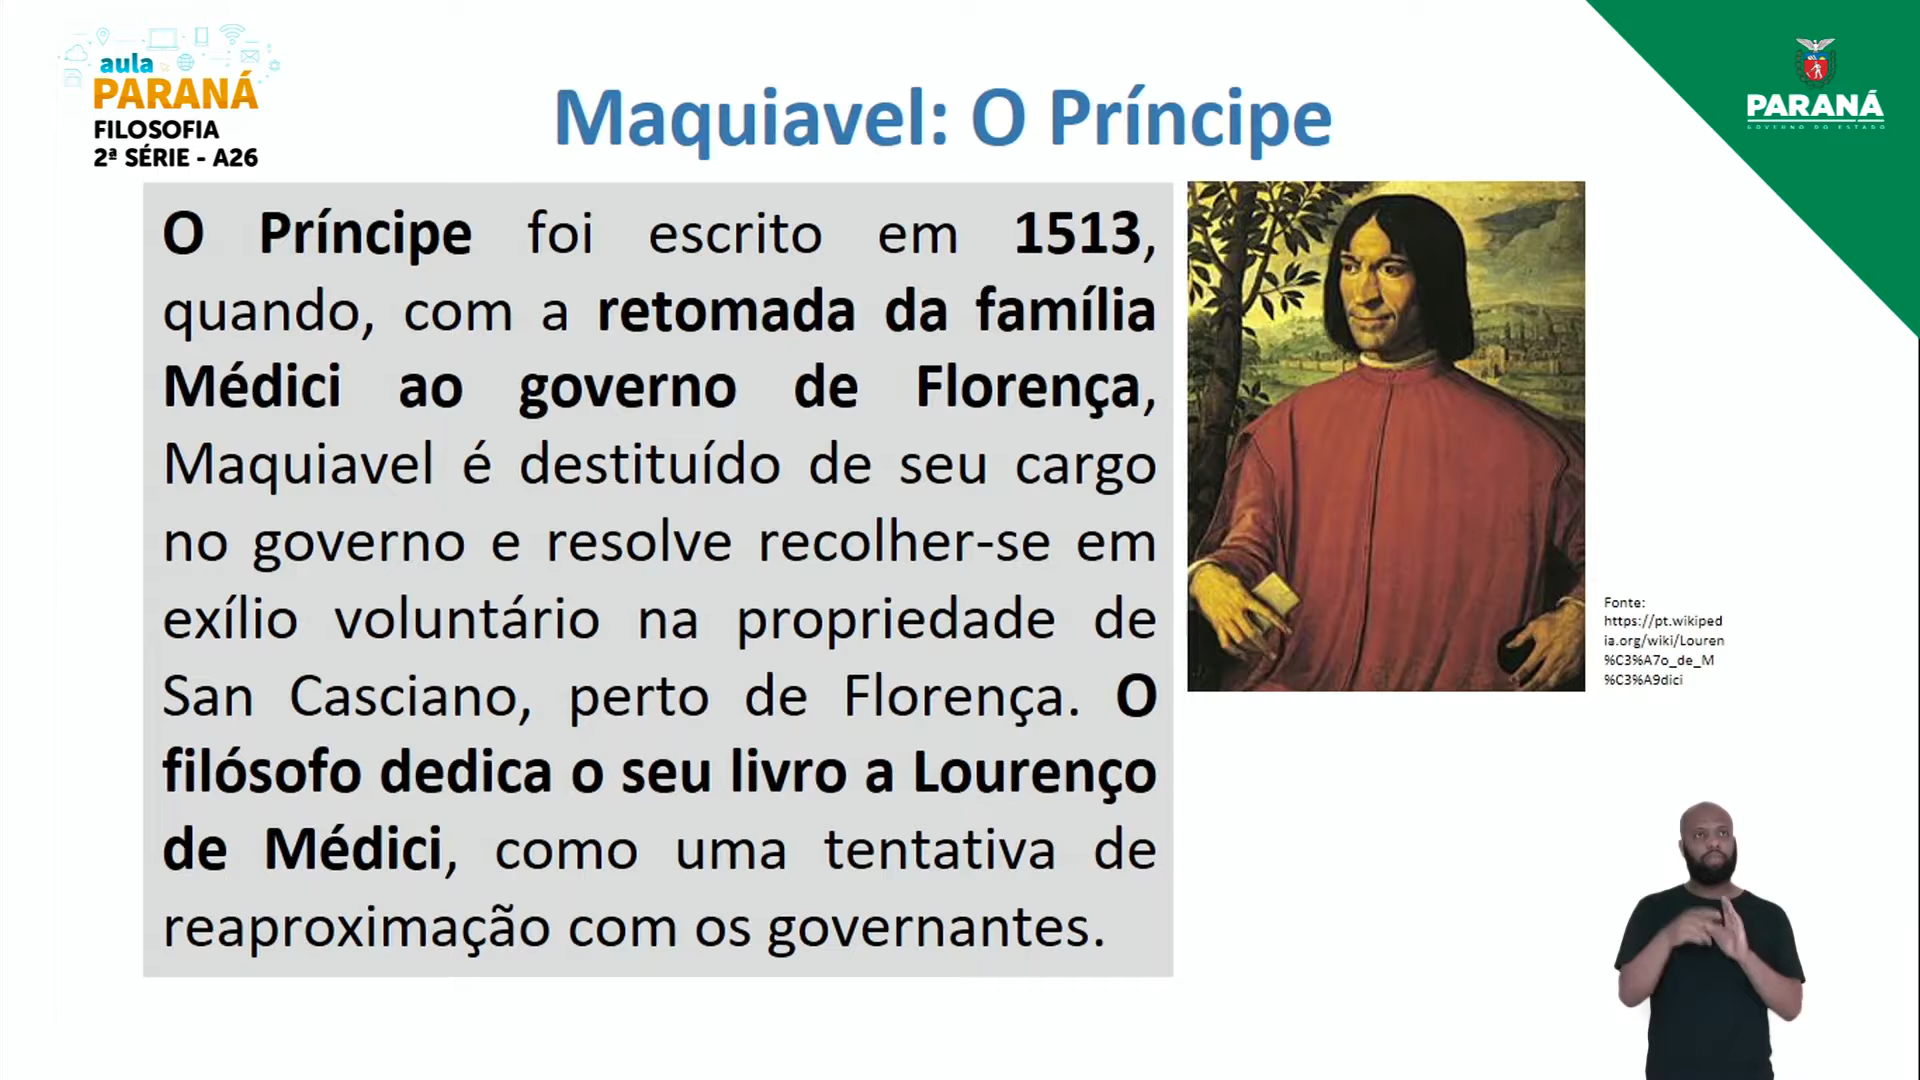 aula
PARANÁ
FILOSOFIA
2ª SÉRIE - A26
Maquiavel: O Príncipe
PARANÁ
GOVERNO DO ESTADO
O Príncipe foi escrito em 1513,
quando, com a retomada da família
Médici ao governo de Florença,
Maquiavel é destituído de seu cargo
no governo e resolve recolher-se em
exílio voluntário na propriedade de
San Casciano, perto de Florença. O
filósofo dedica o seu livro a Lourenço
de Médici, como uma tentativa de
reaproximação com os governantes.
Fonte:
https://pt.wikiped
ia.org/wiki/Louren
%C3%A7o_de_M
%C3%A9dici